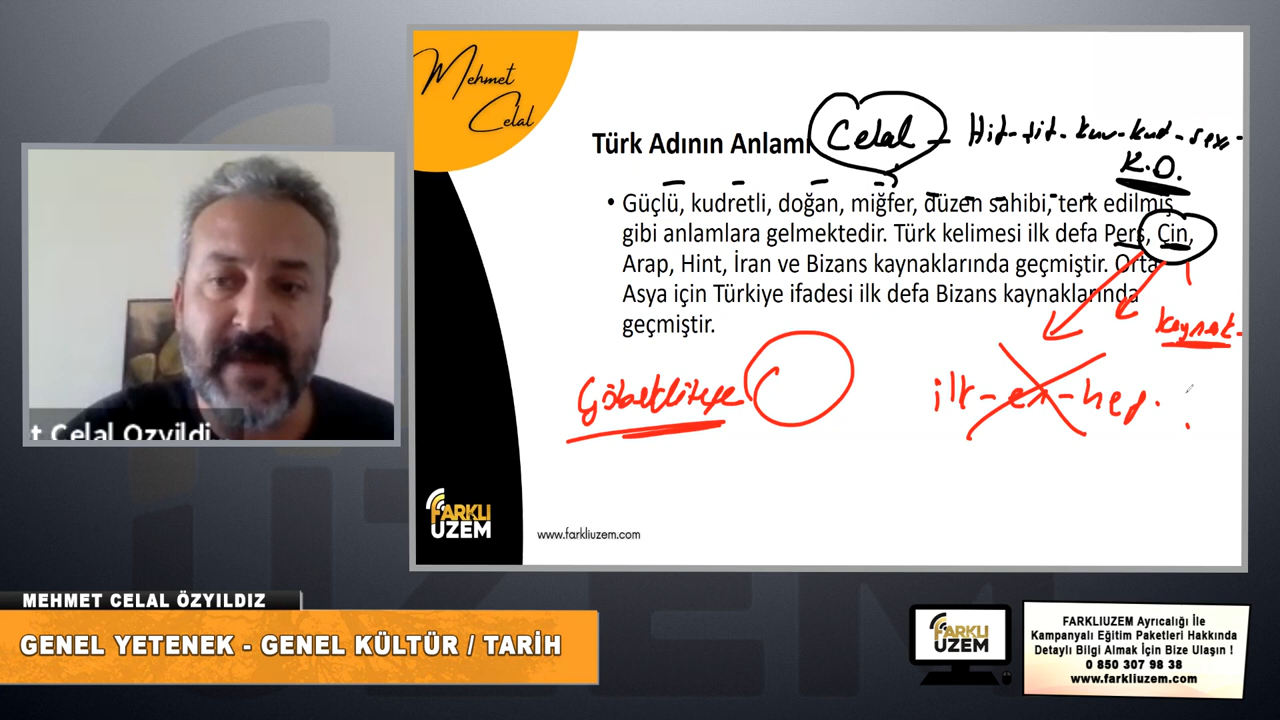 Mehmet
Celal
Türk Adının Anlamı
Celal -
K.O.
• Güçlü, kudretli, doğan, miğfer, düzen sahibi, terk edilmiş
gibi anlamlara gelmektedir. Türk kelimesi ilk defa Pers, Çin,
Arap, Hint, İran ve Bizans kaynaklarında geçmiştir. Orta
Asya için Türkiye ifadesi ilk defa Bizans kaynaklarında
geçmiştir.
kaynak-
Göbeklitepe
ilk-en-hep.
t Celal Ozyildi
FARKLI
UZEM
www.farkliuzem.com
MEHMET CELAL ÖZYILDIZ
GENEL YETENEK - GENEL KÜLTÜR / TARİH
FARKLI
UZEM
FARKLIUZEM Ayrıcalığı İle
Kampanyalı Eğitim Paketleri Hakkında
Detaylı Bilgi Almak İçin Bize Ulaşın !
0 850 307 98 38
www.farkliuzem.com